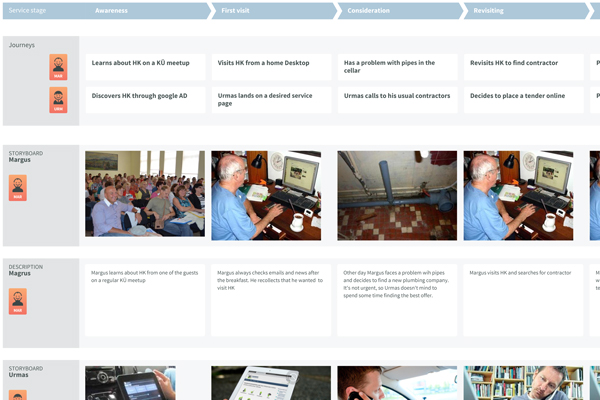 Service stage
Awareness
First visit
Consideration
Revisiting
Journeys
MAR
Learns about HK on a KÜ meetup
Visits HK from a home Desktop
Has a problem with pipes in the
cellar
Revisits HK to find contractor
P
URM
Discovers HK through google AD
Urmas lands on a desired service
page
Urmas calls to his usual contractors
Decides to place a tender online
P
STORYBOARD
Margus
MAR
DESCRIPTION
Magrus
MAR
Margus learns about HK from one of the guests
on a regular KÜ meetup
Margus always checks emails and news after
the breakfast. He recollects that he wanted to
visit HK
Other day Margus faces a problem wih pipes
and decides to find a new plumbing company,
it's not urgent, so Urmas doesn't mind to
spend some time finding the best offer.
Margus visits HK and searches for contractor
STORYBOARD
Urmas